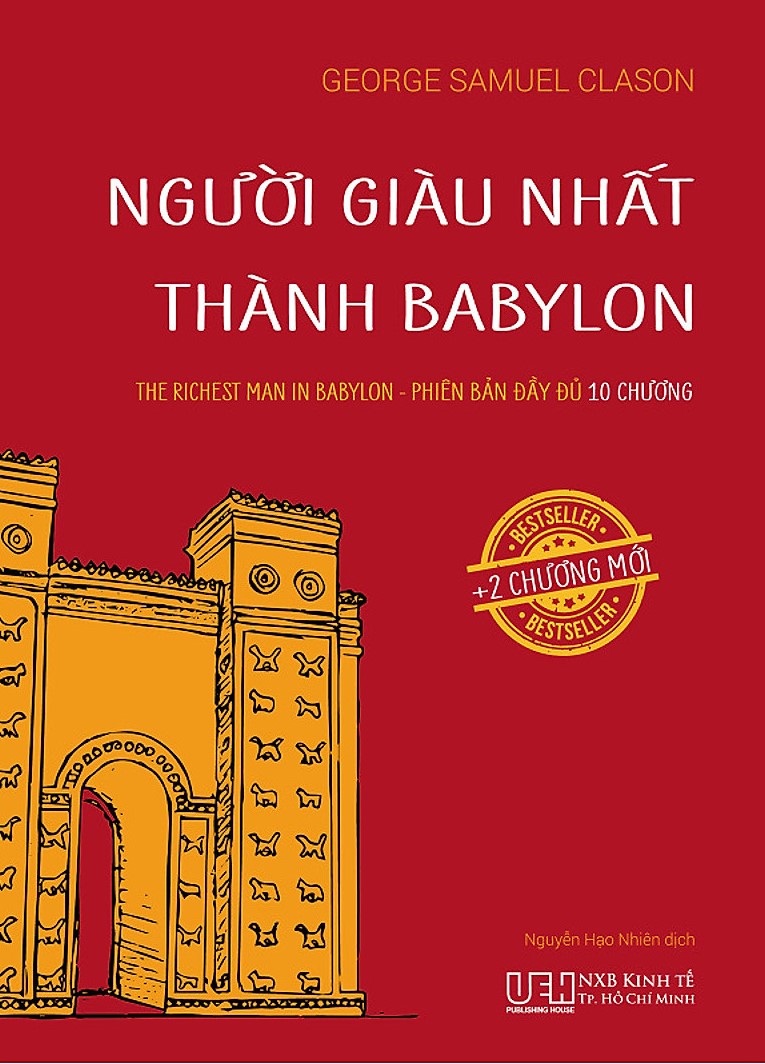 GEORGE SAMUEL CLASON
NGƯỜI GIÀU NHẤT
THÀNH BABYLON
THE RICHEST MAN IN BABYLON - PHIÊN BẢN ĐẦY ĐỦ 10 CHƯƠNG
BESTSELLER
+2 CHƯƠNG MỚI
BESTSELLER
Nguyễn Hạo Nhiên dịch
UEH
PUBLISHING HOUSE
NXB KINH TẾ
TP. HỒ CHÍ MINH